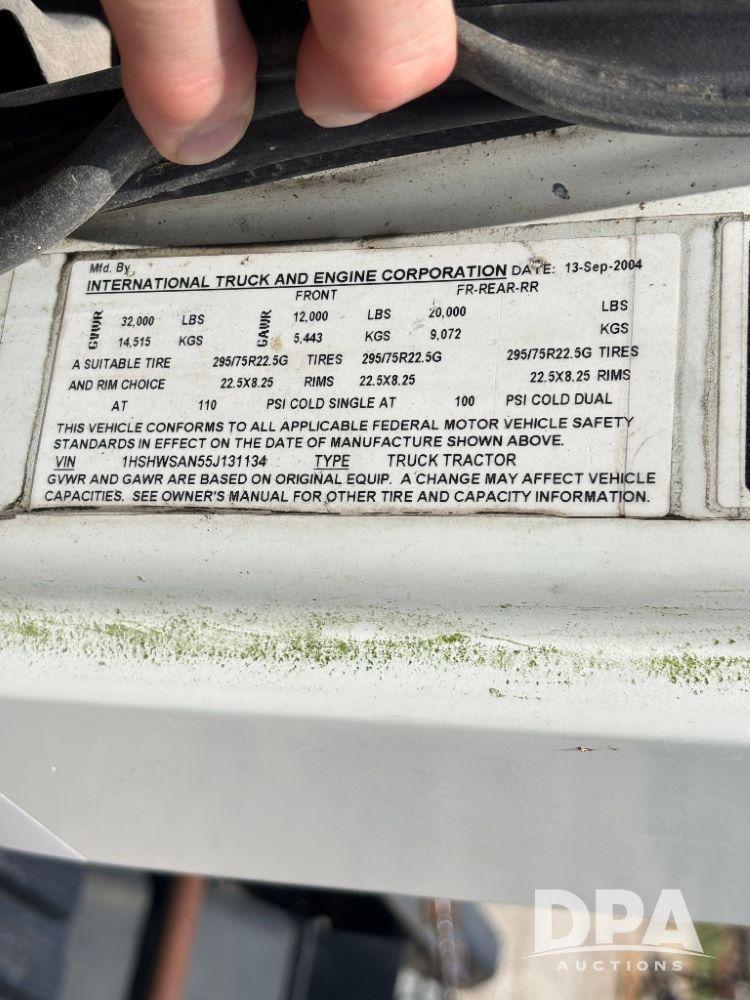 Mfd. By
INTERNATIONAL TRUCK AND ENGINE CORPORATION DATE: 13-Sep-2004
FRONT FR-REAR-RR
GVWR 32,000 LBS GAWR 12,000 LBS 20,000 LBS
14,515 KGS 5,443 KGS 9,072 KGS
A SUITABLE TIRE 295/75R22.5G TIRES 295/75R22.5G 295/75R22.5G TIRES
AND RIM CHOICE 22.5X8.25 RIMS 22.5X8.25 22.5X8.25 RIMS
AT 110 PSI COLD SINGLE AT 100 PSI COLD DUAL
THIS VEHICLE CONFORMS TO ALL APPLICABLE FEDERAL MOTOR VEHICLE SAFETY
STANDARDS IN EFFECT ON THE DATE OF MANUFACTURE SHOWN ABOVE.
VIN 1HSHWSAN55J131134 TYPE TRUCK TRACTOR
GVWR AND GAWR ARE BASED ON ORIGINAL EQUIP. A CHANGE MAY AFFECT VEHICLE
CAPACITIES. SEE OWNER'S MANUAL FOR OTHER TIRE AND CAPACITY INFORMATION.
DPA
AUCTIONS